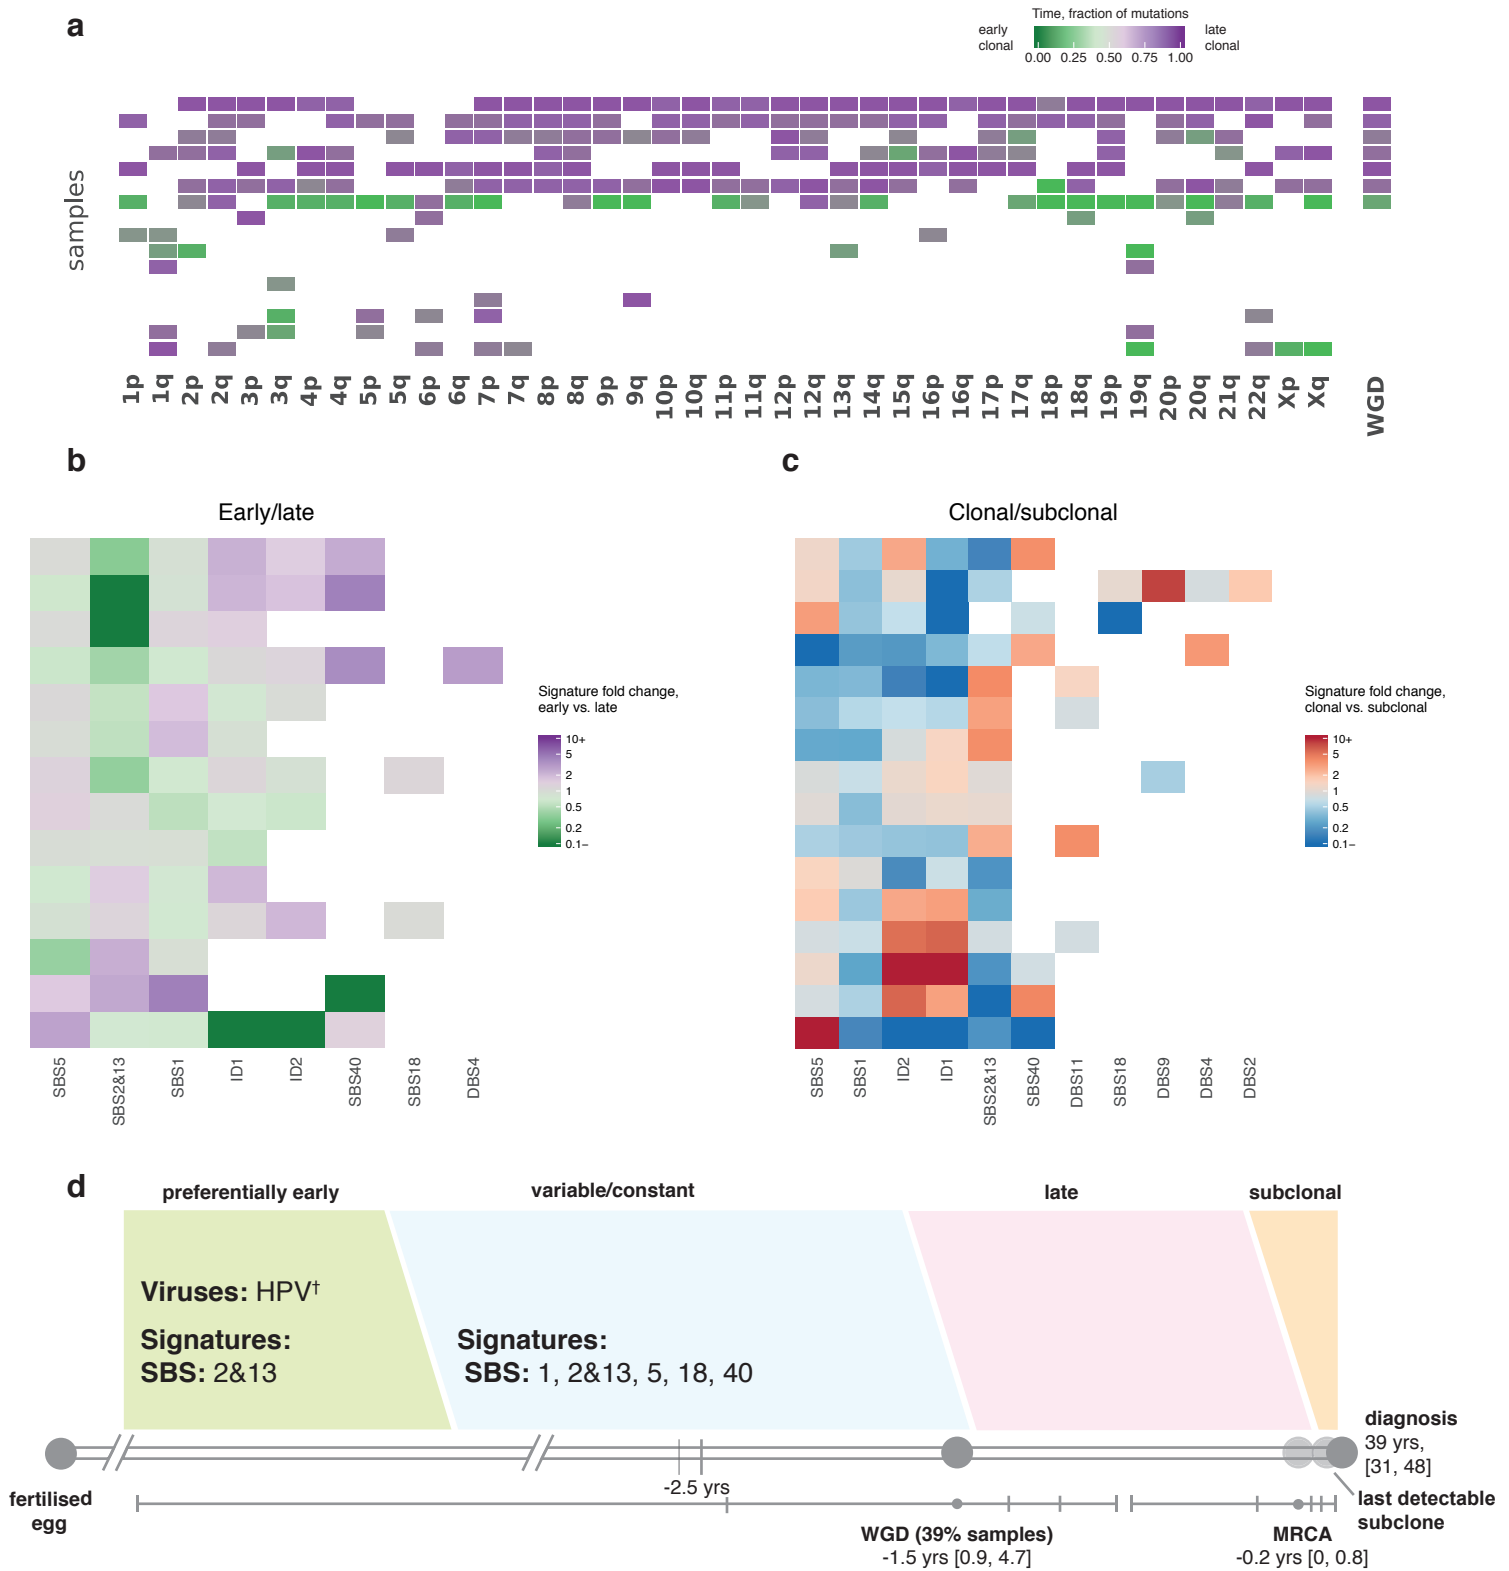 a
Time, fraction of mutations
early
clonal
late
clonal
0.00 0.25 0.50 0.75 1.00
samples
1p 1q 2p 2q 3p 3q 4p 4q 5p 5q 6p 6q 7p 7q 8p 8q 9p 9q 10p 10q 11p 11q 12p 12q 13q 14q 15q 16p 16q 17p 17q 18p 18q 19p 19q 20p 20q 21q 22q Xp Xq WGD
b
Early/late
Signature fold change,
early vs. late
10+
5
2
1
0.5
0.2
0.1−
SBS5 SBS2&13 SBS1 ID1 ID2 SBS40 SBS18 DBS4
c
Clonal/subclonal
Signature fold change,
clonal vs. subclonal
10+
5
2
1
0.5
0.2
0.1−
SBS5 SBS1 ID2 ID1 SBS2&13 SBS40 DBS11 SBS18 DBS9 DBS4 DBS2
d
preferentially early
variable/constant
late
subclonal
Viruses: HPV†
Signatures:
SBS: 2&13
Signatures:
SBS: 1, 2&13, 5, 18, 40
diagnosis
39 yrs,
[31, 48]
-2.5 yrs
fertilised
egg
last detectable
subclone
WGD (39% samples)
-1.5 yrs [0.9, 4.7]
MRCA
-0.2 yrs [0, 0.8]